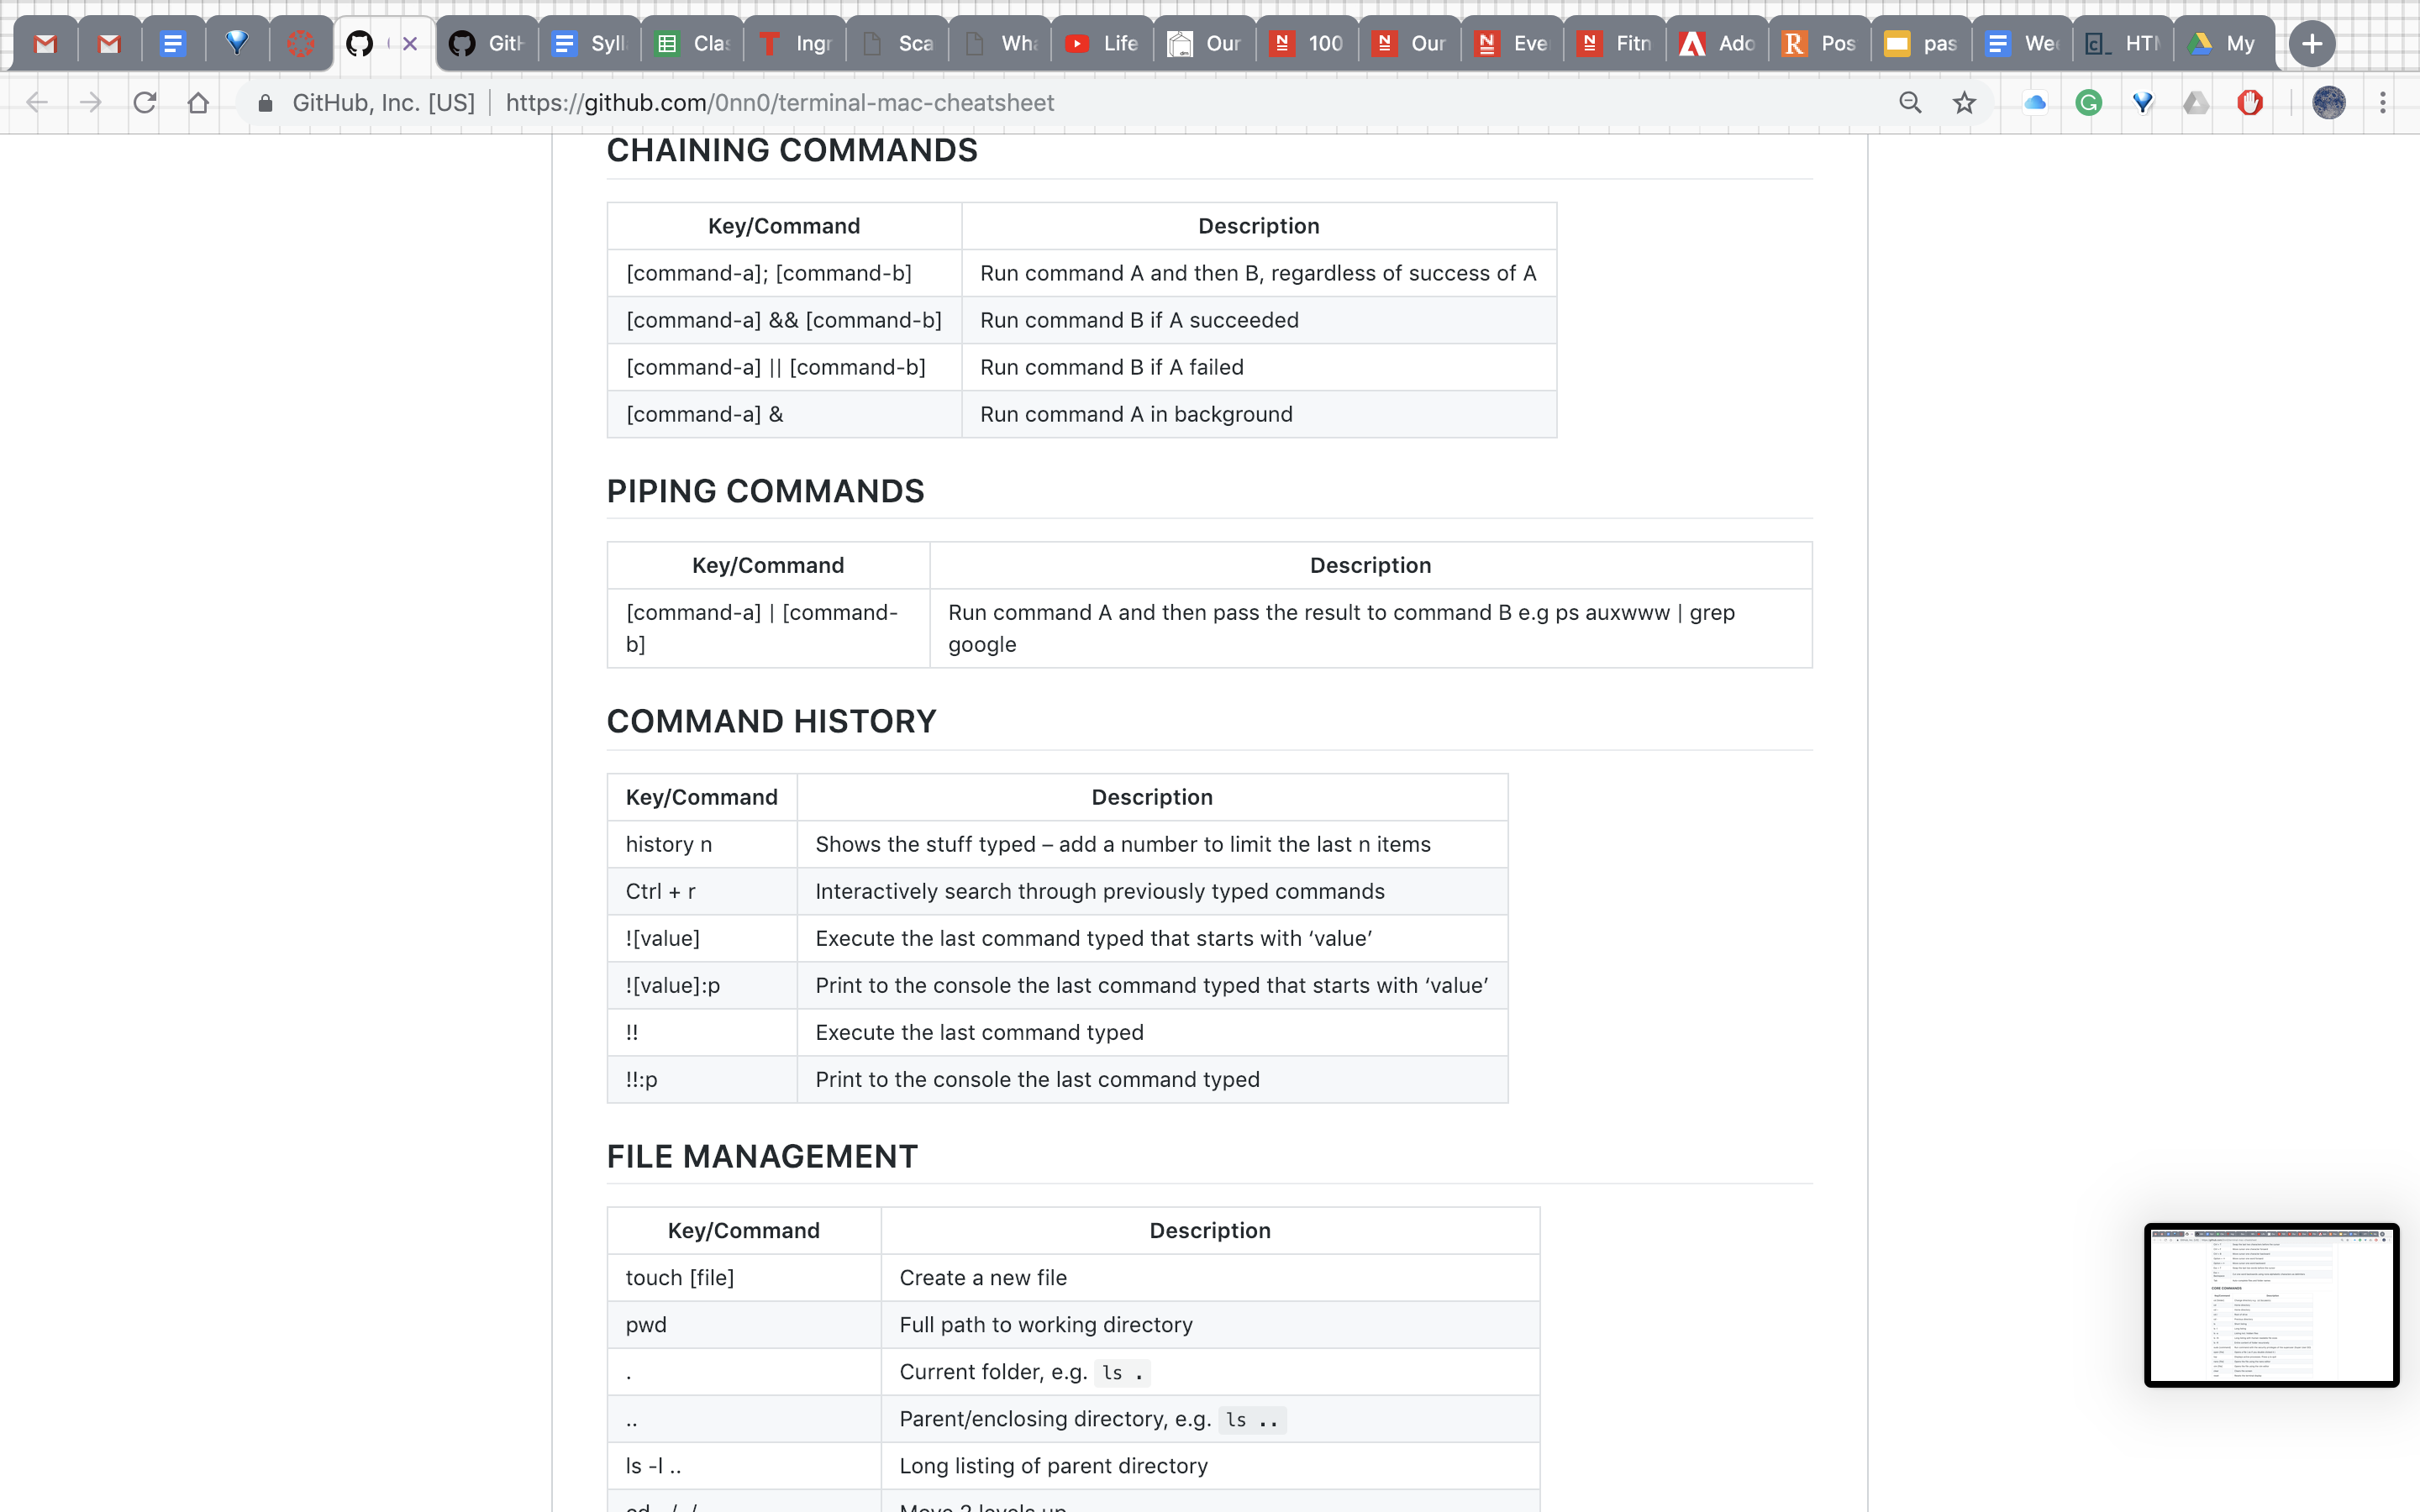 GitH
Syll
Clas
Ingr
Sca
Wha
Life
Our
100
Our
Eve
Fitn
Ado
Pos
pas
Wee
HTM
My
GitHub, Inc. [US] | https://github.com/0nn0/terminal-mac-cheatsheet
CHAINING COMMANDS
Key/Command Description
[command-a]; [command-b] Run command A and then B, regardless of success of A
[command-a] && [command-b] Run command B if A succeeded
[command-a] || [command-b] Run command B if A failed
[command-a] & Run command A in background
PIPING COMMANDS
Key/Command Description
[command-a] | [command- Run command A and then pass the result to command B e.g ps auxwww | grep
b] google
COMMAND HISTORY
Key/Command Description
history n Shows the stuff typed – add a number to limit the last n items
Ctrl + r Interactively search through previously typed commands
![value] Execute the last command typed that starts with ‘value’
![value]:p Print to the console the last command typed that starts with ‘value’
!! Execute the last command typed
!!:p Print to the console the last command typed
FILE MANAGEMENT
Key/Command Description
touch [file] Create a new file
pwd Full path to working directory
. Current folder, e.g. ls .
.. Parent/enclosing directory, e.g. ls ..
ls -l .. Long listing of parent directory
cd ../../ Move 2 levels up